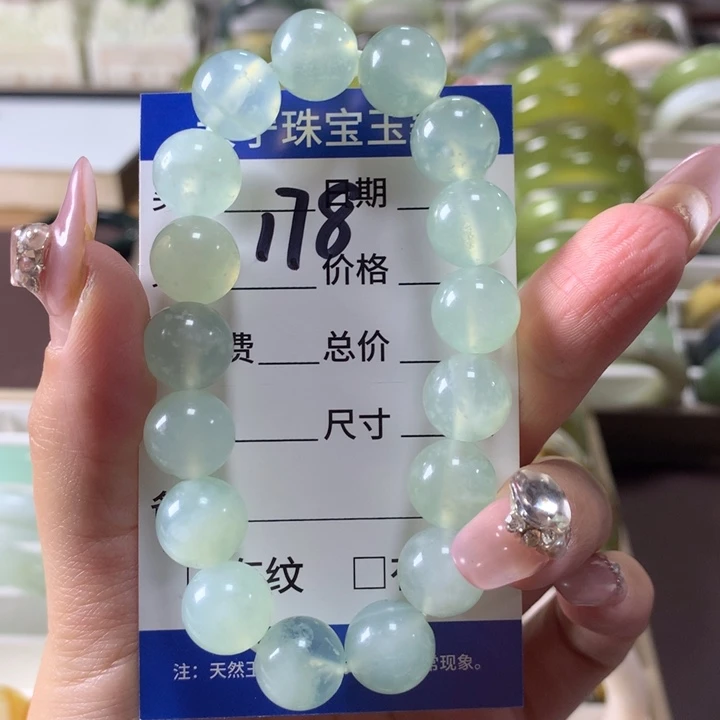 珠宝玉
178
日期
价格
费 总价
尺寸
纹 □
注：天然 常现象。